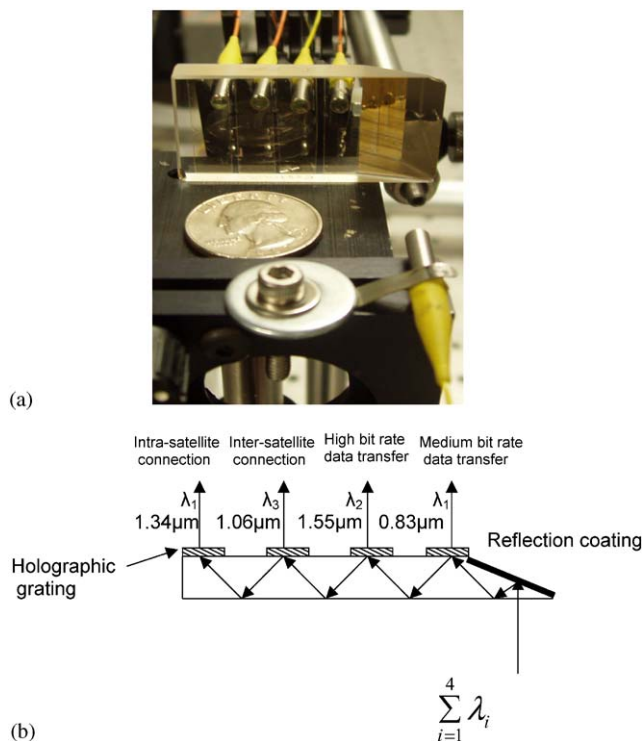 (a)
Intra-satellite connection
Inter-satellite connection
High bit rate data transfer
Medium bit rate data transfer
λ1
λ3
λ2
λ1
1.34μm
1.06μm
1.55μm
0.83μm
Reflection coating
Holographic grating
4
∑ λi
i=1
(b)